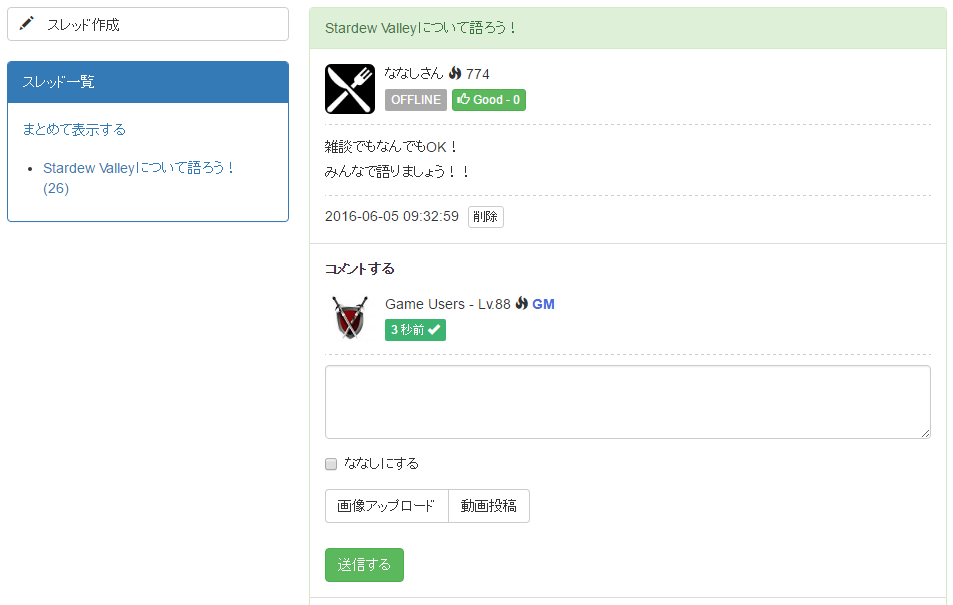 スレッド作成
スレッド一覧
まとめて表示する
Stardew Valleyについて語ろう！
(26)
Stardew Valleyについて語ろう！
ななしさん 774
OFFLINE Good - 0
雑談でもなんでもOK！
みんなで語りましょう！！
2016-06-05 09:32:59 削除
コメントする
Game Users - Lv.88 GM
3 秒前
ななしにする
画像アップロード 動画投稿
送信する